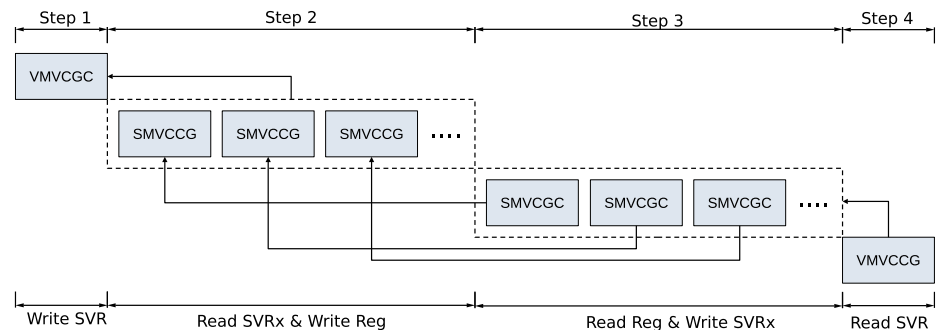 Step 1 Step 2 Step 3 Step 4
VMVCGC
SMVCCG SMVCCG SMVCCG ....
SMVCGC SMVCGC SMVCGC ....
VMVCCG
Write SVR Read SVRx & Write Reg Read Reg & Write SVRx Read SVR